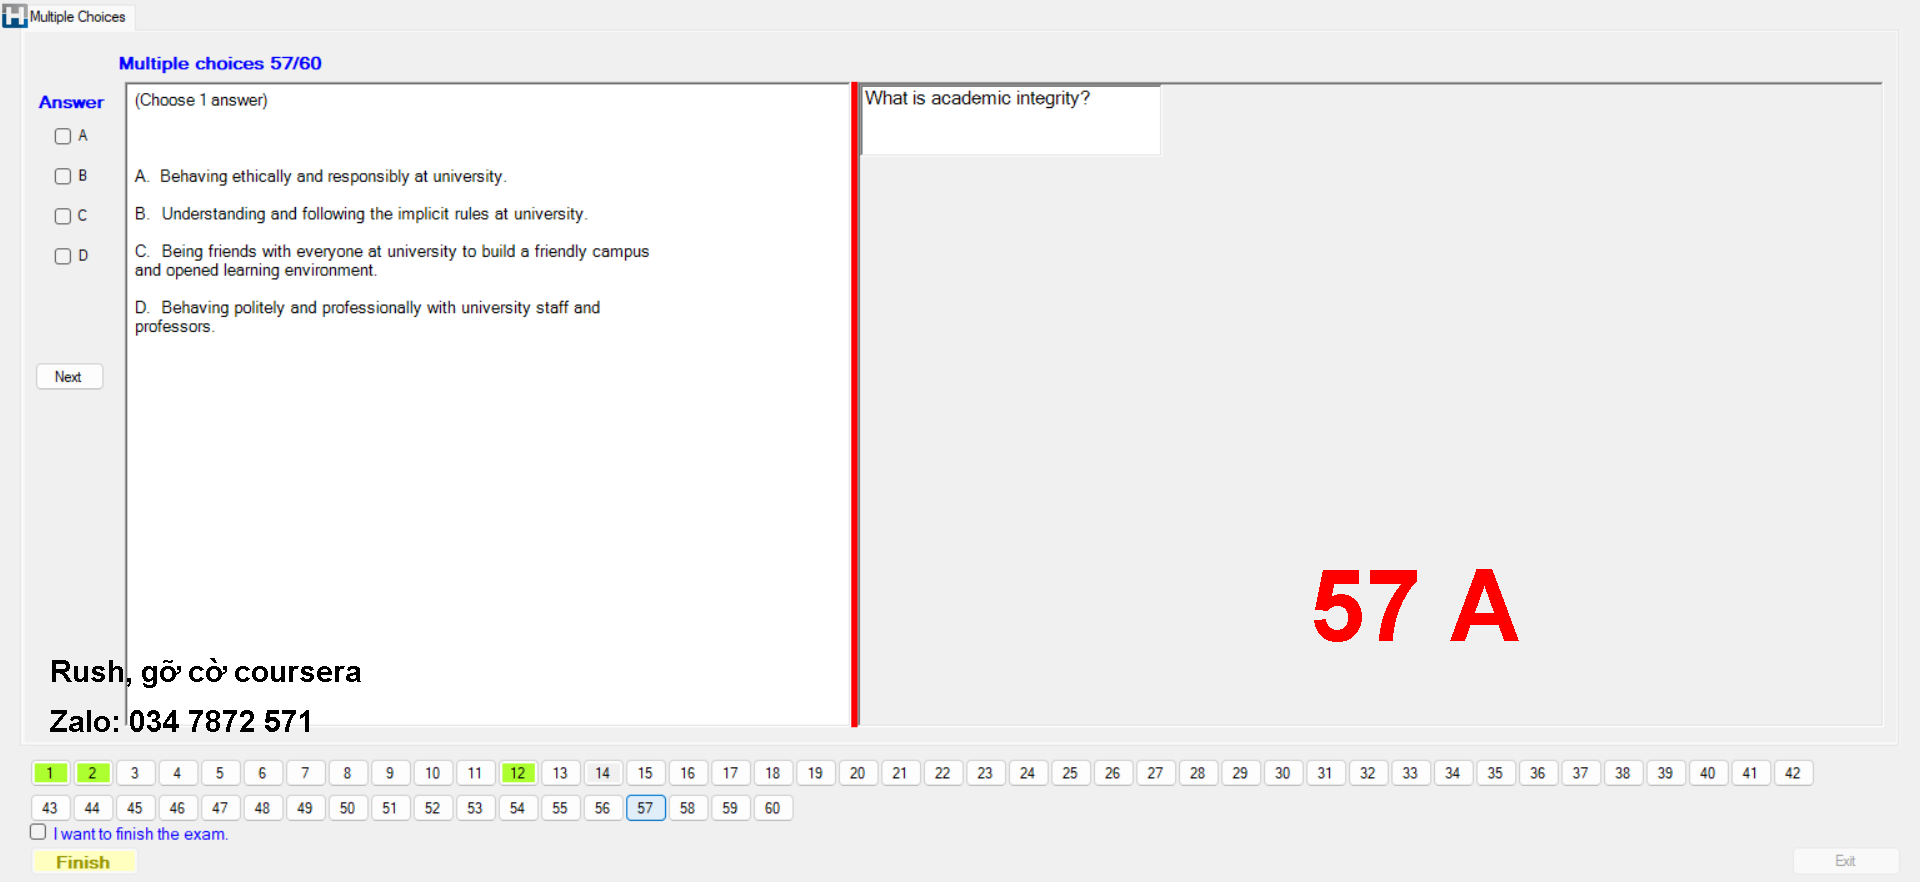 Multiple Choices
Multiple choices 57/60
Answer
A
B
C
D
Next
(Choose 1 answer)
A. Behaving ethically and responsibly at university.
B. Understanding and following the implicit rules at university.
C. Being friends with everyone at university to build a friendly campus
and opened learning environment.
D. Behaving politely and professionally with university staff and
professors.
What is academic integrity?
57 A
Rush, gỡ cờ coursera
Zalo: 034 7872 571
1 2 3 4 5 6 7 8 9 10 11 12 13 14 15 16 17 18 19 20 21 22 23 24 25 26 27 28 29 30 31 32 33 34 35 36 37 38 39 40 41 42
43 44 45 46 47 48 49 50 51 52 53 54 55 56 57 58 59 60
I want to finish the exam.
Finish
Exit